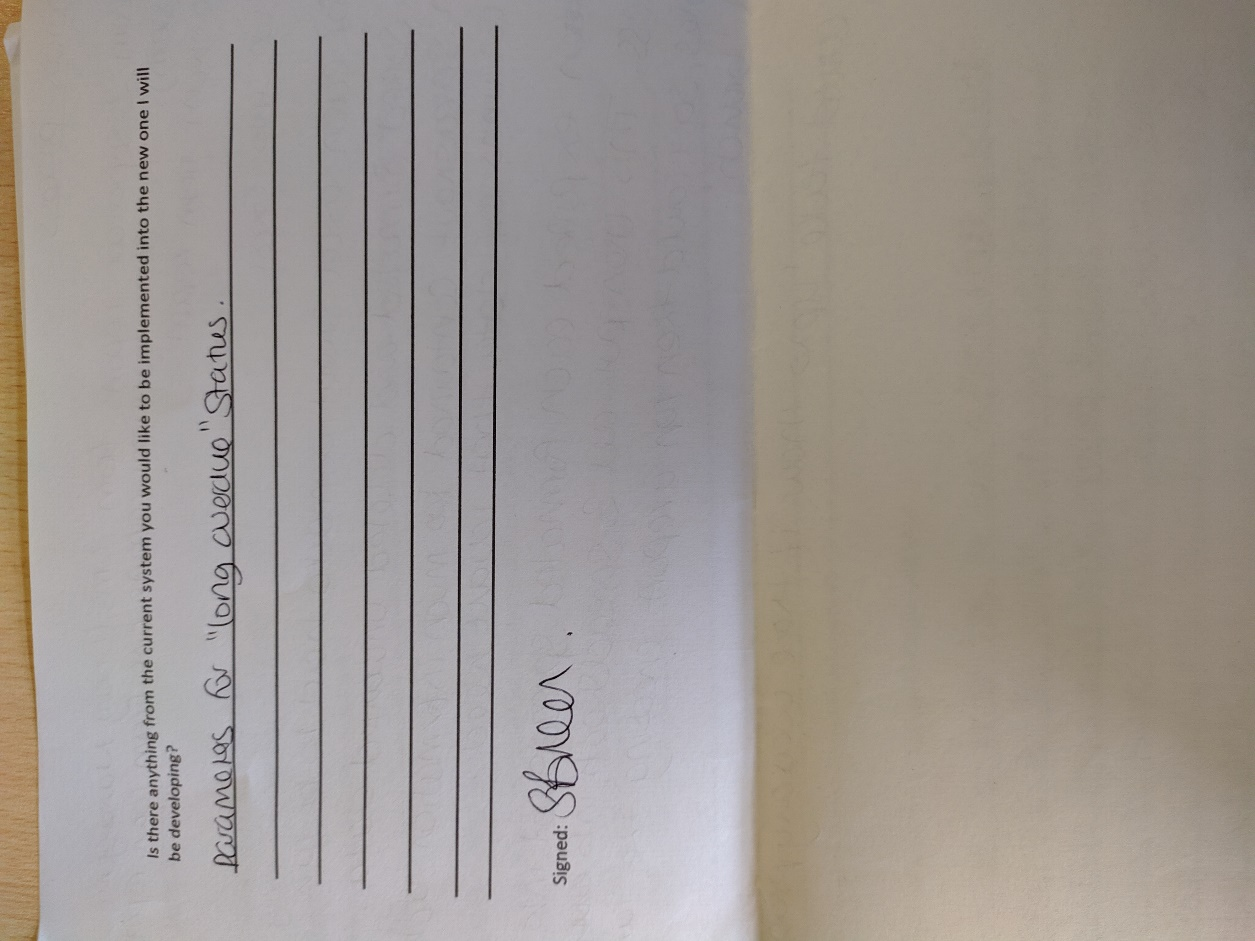 Is there anything from the current system you would like to be implemented into the new one I will
be developing?
Parameters for "long overdue" status.
Signed: